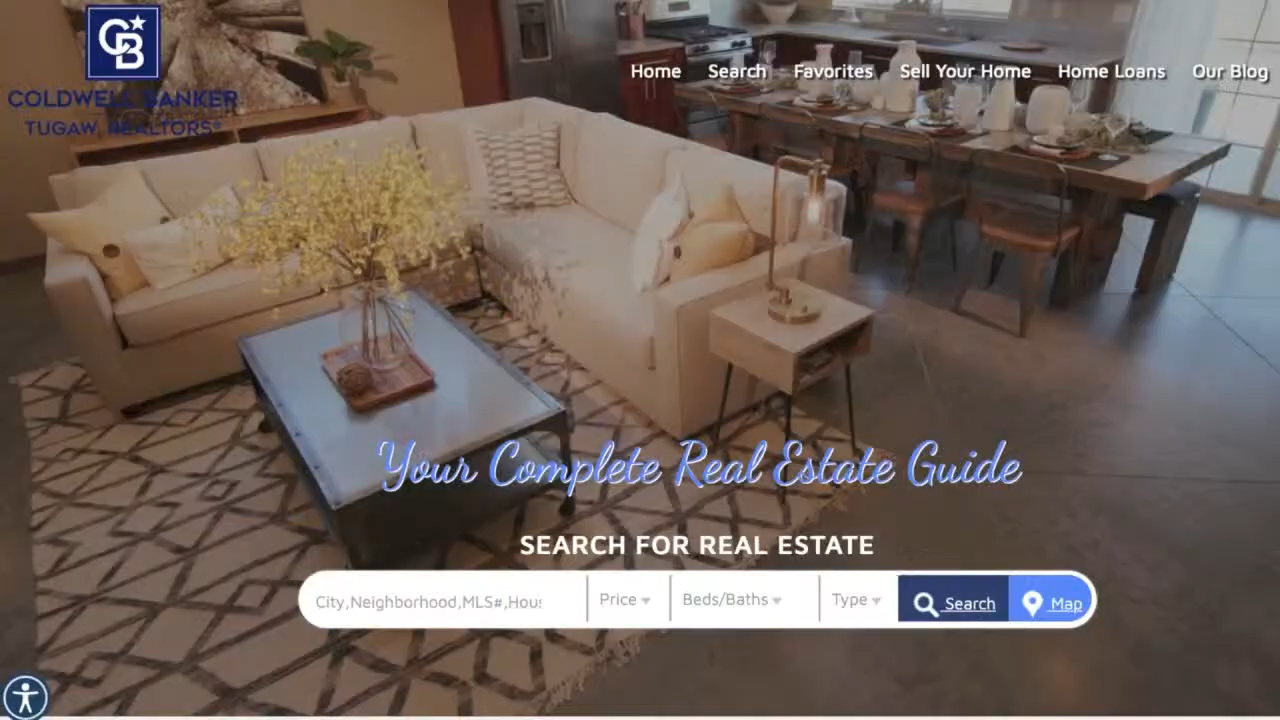 CB
COLDWELL BANKER
TUGAW, REALTORS®
Home Search Favorites Sell Your Home Home Loans Our Blog
Your Complete Real Estate Guide
SEARCH FOR REAL ESTATE
City,Neighborhood,MLS#,Hou Price Beds/Baths Type Search Map